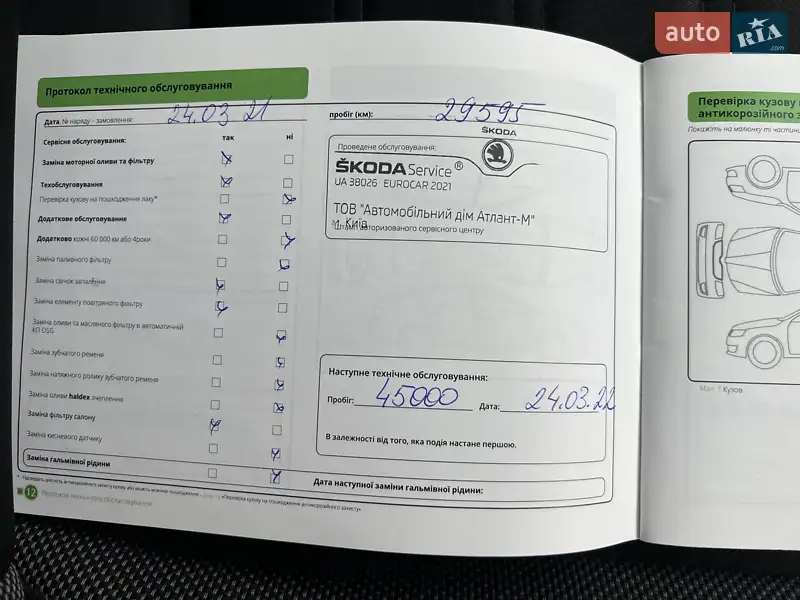 auto RIA .com
Протокол технічного обслуговування
Дата, № наряду - замовлення: 24.03 21
пробіг (км): 29595
Сервісне обслуговування: так ні
Заміна моторної оливи та фільтру
Техобслуговування
Перевірка кузову на пошкодження лаку*
Додаткове обслуговування
Додатково кожні 60 000 км або 4роки
Заміна паливного фільтру
Заміна свічок запалення
Заміна елементу повітряного фільтру
Заміна оливи та масляного фільтру в автоматичній
КП DSG
Заміна зубчатого ременя
Заміна натяжного ролику зубчатого ременя
Заміна оливи haldex зчеплення
Заміна фільтру салону
Заміна кисневого датчику
Заміна гальмівної рідини
ŠKODA
Проведене обслуговування:
ŠKODA Service®
UA 38026 EUROCAR 2021
ТОВ "Автомобільний дім Атлант-М"
м. Київ
Штамп авторизованого сервісного центру
Наступне технічне обслуговування:
Пробіг: 45000 Дата: 24.03.22
В залежності від того, яка подія настане першою.
Дата наступної заміни гальмівної рідини:
12 Протокол технічного обслуговування
Перевірка кузову
антикорозійного з
Покажіть на малюнку ті частин
Мал. 1 Кузов